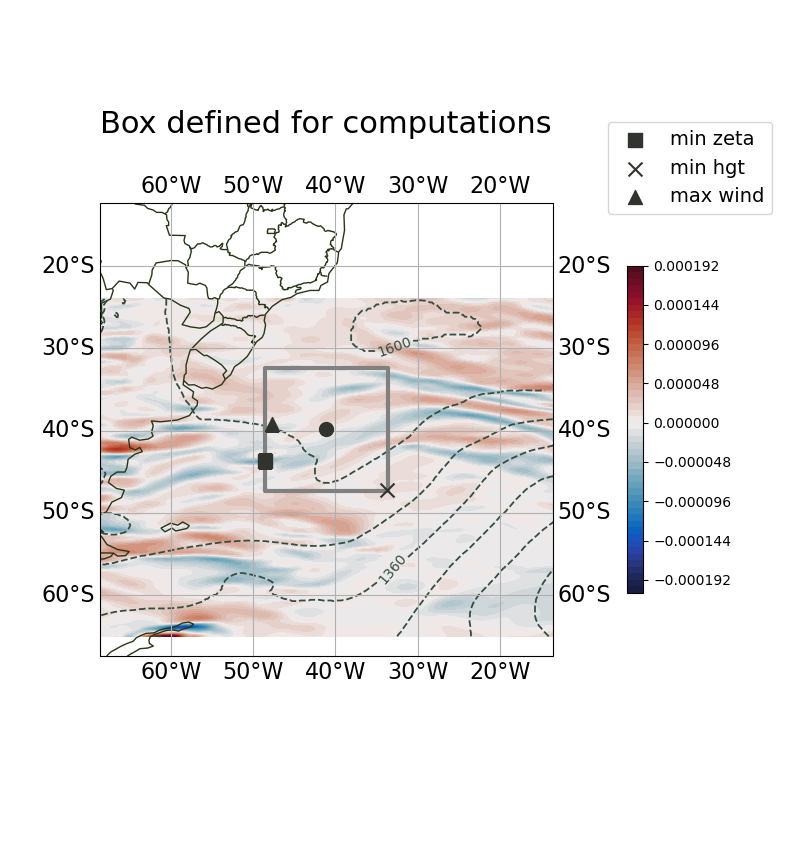 Box defined for computations
min zeta
min hgt
max wind
60°W 50°W 40°W 30°W 20°W
20°S 20°S
30°S 30°S
40°S 40°S
50°S 50°S
60°S 60°S
1600
1360
60°W 50°W 40°W 30°W 20°W
0.000192
0.000144
0.000096
0.000048
0.000000
−0.000048
−0.000096
−0.000144
−0.000192